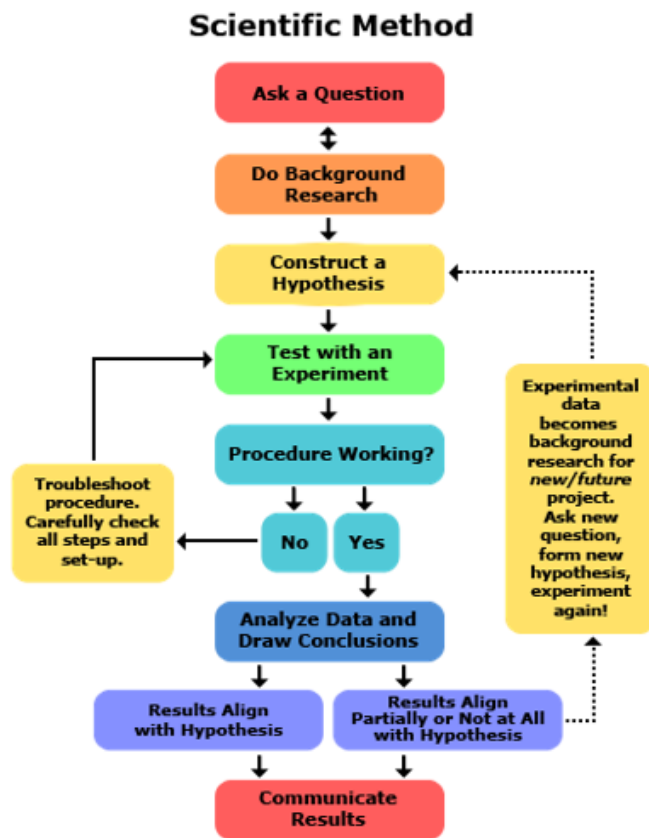 Scientific Method
Ask a Question
Do Background
Research
Construct a
Hypothesis
Test with an
Experiment
Procedure Working?
Troubleshoot
procedure.
Carefully check
all steps and
set-up.
No
Yes
Experimental
data
becomes
background
research for
new/future
project.
Ask new
question,
form new
hypothesis,
experiment
again!
Analyze Data and
Draw Conclusions
Results Align
with Hypothesis
Results Align
Partially or Not at All
with Hypothesis
Communicate
Results